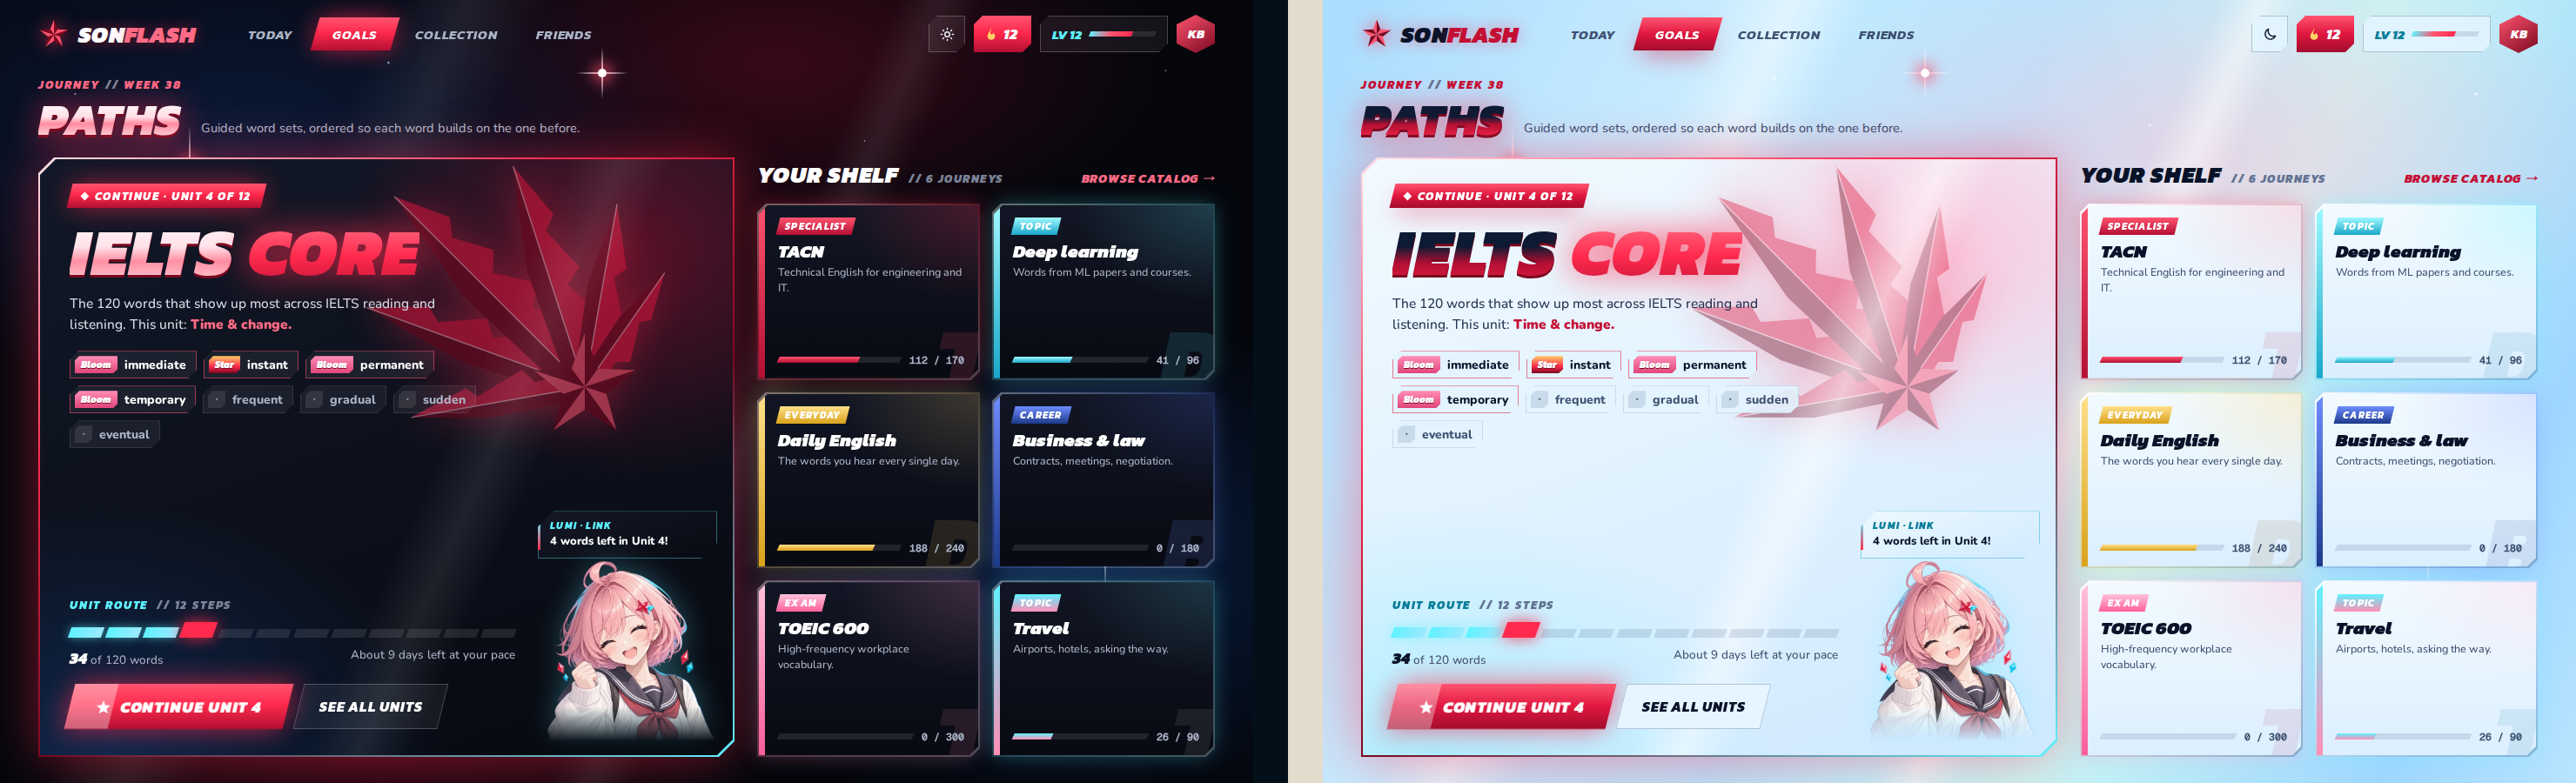 SONFLASH
TODAY
GOALS
COLLECTION
FRIENDS
12
LV 12
KB
JOURNEY // WEEK 38
PATHS
Guided word sets, ordered so each word builds on the one before.
CONTINUE · UNIT 4 OF 12
IELTS CORE
The 120 words that show up most across IELTS reading and
listening. This unit: Time & change.
Bloom immediate
Star instant
Bloom permanent
Bloom temporary
frequent
gradual
sudden
eventual
LUMI · LINK
4 words left in Unit 4!
UNIT ROUTE // 12 STEPS
34 of 120 words
About 9 days left at your pace
CONTINUE UNIT 4
SEE ALL UNITS
YOUR SHELF // 6 JOURNEYS
BROWSE CATALOG →
SPECIALIST
TACN
Technical English for engineering and
IT.
112 / 170
TOPIC
Deep learning
Words from ML papers and courses.
41 / 96
EVERYDAY
Daily English
The words you hear every single day.
188 / 240
CAREER
Business & law
Contracts, meetings, negotiation.
0 / 180
EXAM
TOEIC 600
High-frequency workplace
vocabulary.
0 / 300
TOPIC
Travel
Airports, hotels, asking the way.
26 / 90
SONFLASH
TODAY
GOALS
COLLECTION
FRIENDS
12
LV 12
KB
JOURNEY // WEEK 38
PATHS
Guided word sets, ordered so each word builds on the one before.
CONTINUE · UNIT 4 OF 12
IELTS CORE
The 120 words that show up most across IELTS reading and
listening. This unit: Time & change.
Bloom immediate
Star instant
Bloom permanent
Bloom temporary
frequent
gradual
sudden
eventual
LUMI · LINK
4 words left in Unit 4!
UNIT ROUTE // 12 STEPS
34 of 120 words
About 9 days left at your pace
CONTINUE UNIT 4
SEE ALL UNITS
YOUR SHELF // 6 JOURNEYS
BROWSE CATALOG →
SPECIALIST
TACN
Technical English for engineering and
IT.
112 / 170
TOPIC
Deep learning
Words from ML papers and courses.
41 / 96
EVERYDAY
Daily English
The words you hear every single day.
188 / 240
CAREER
Business & law
Contracts, meetings, negotiation.
0 / 180
EXAM
TOEIC 600
High-frequency workplace
vocabulary.
0 / 300
TOPIC
Travel
Airports, hotels, asking the way.
26 / 90